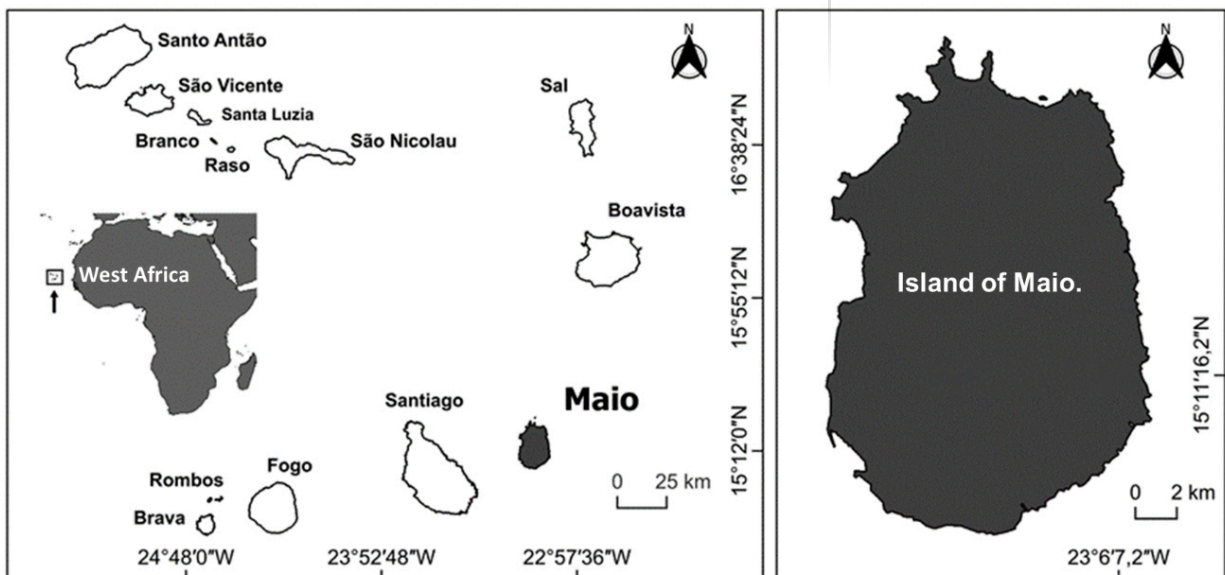 N
Santo Antão
São Vicente
Santa Luzia
Branco
Raso
São Nicolau
Sal
Boavista
West Africa
Santiago
Maio
Rombos
Fogo
Brava
0 25 km
16°38'24"N
15°55'12"N
15°12'0"N
24°48'0"W
23°52'48"W
22°57'36"W
N
Island of Maio.
15°11'16,2"N
0 2 km
23°6'7,2"W